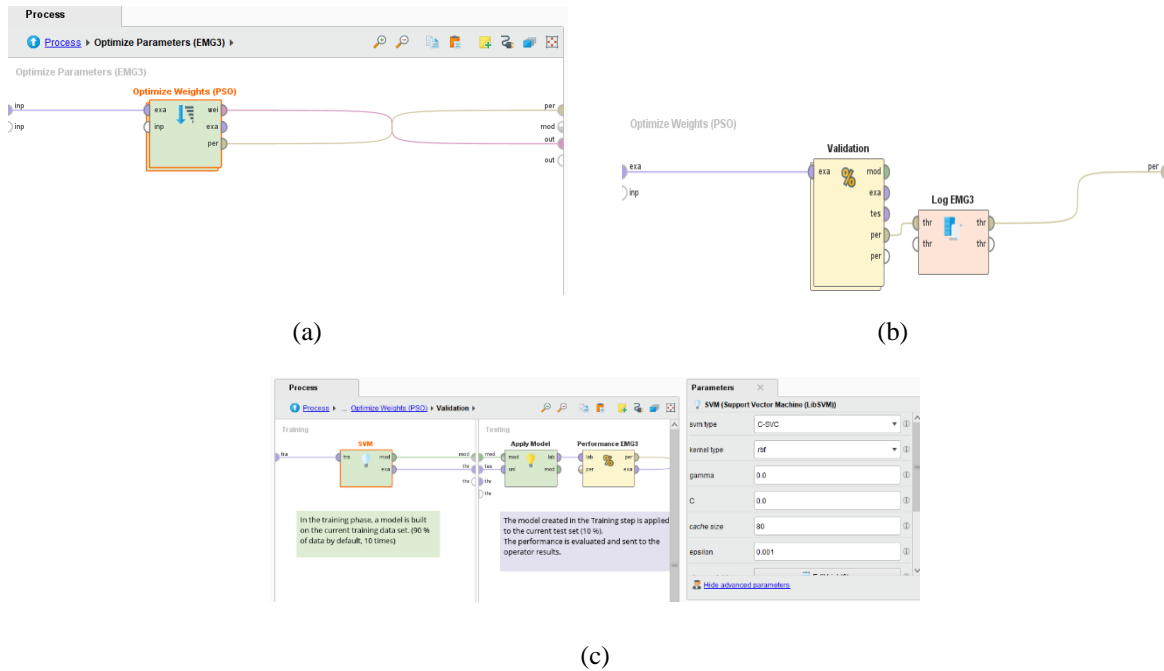 Process
Process ▸ Optimize Parameters (EMG3) ▸
Optimize Parameters (EMG3)
Optimize Weights (PSO)
inp
exa
wei
per
inp
inp
exa
mod
per
out
out
(a)
Optimize Weights (PSO)
Validation
exa
exa
mod
per
inp
exa
Log EMG3
tes
per
thr
thr
per
thr
thr
(b)
Process
Process ▸ ... Optimize Weights (PSO) ▸ Validation ▸
Training
SVM
tra
tra
mod
mod
exa
thr
thr
In the training phase, a model is built
on the current training data set. (90 %
of data by default, 10 times)
Testing
Apply Model
Performance EMG3
mod
mod
lab
lab
per
tes
unl
mod
per
exa
thr
thr
The model created in the Training step is applied
to the current test set (10 %).
The performance is evaluated and sent to the
operator results.
Parameters
SVM (Support Vector Machine (LibSVM))
svm type
C-SVC
kernel type
rbf
gamma
0.0
C
0.0
cache size
80
epsilon
0.001
Hide advanced parameters
(c)